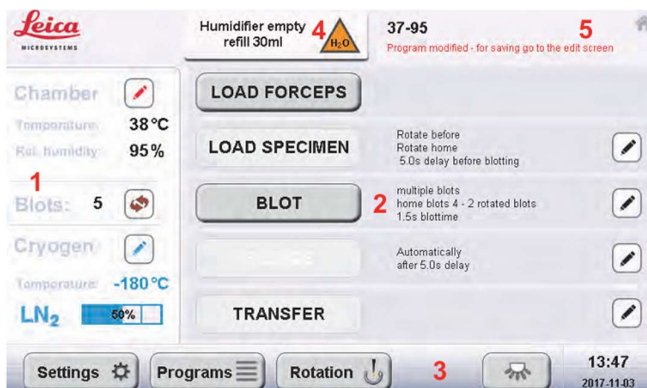 Leica
MICROSYSTEMS
Humidifier empty
refill 30ml
4
H₂O
37-95
5
Program modified - for saving go to the edit screen
Chamber
Temperature:
38°C
Rel. humidity:
95%
1
Blots:
5
Cryogen
Temperature:
-180°C
LN₂
50%
LOAD FORCEPS
LOAD SPECIMEN
Rotate before
Rotate home
5.0s delay before blotting
BLOT
2
multiple blots
home blots 4 - 2 rotated blots
1.5s blottime
Automatically
after 5.0s delay
TRANSFER
Settings
Programs
Rotation
3
13:47
2017-11-03